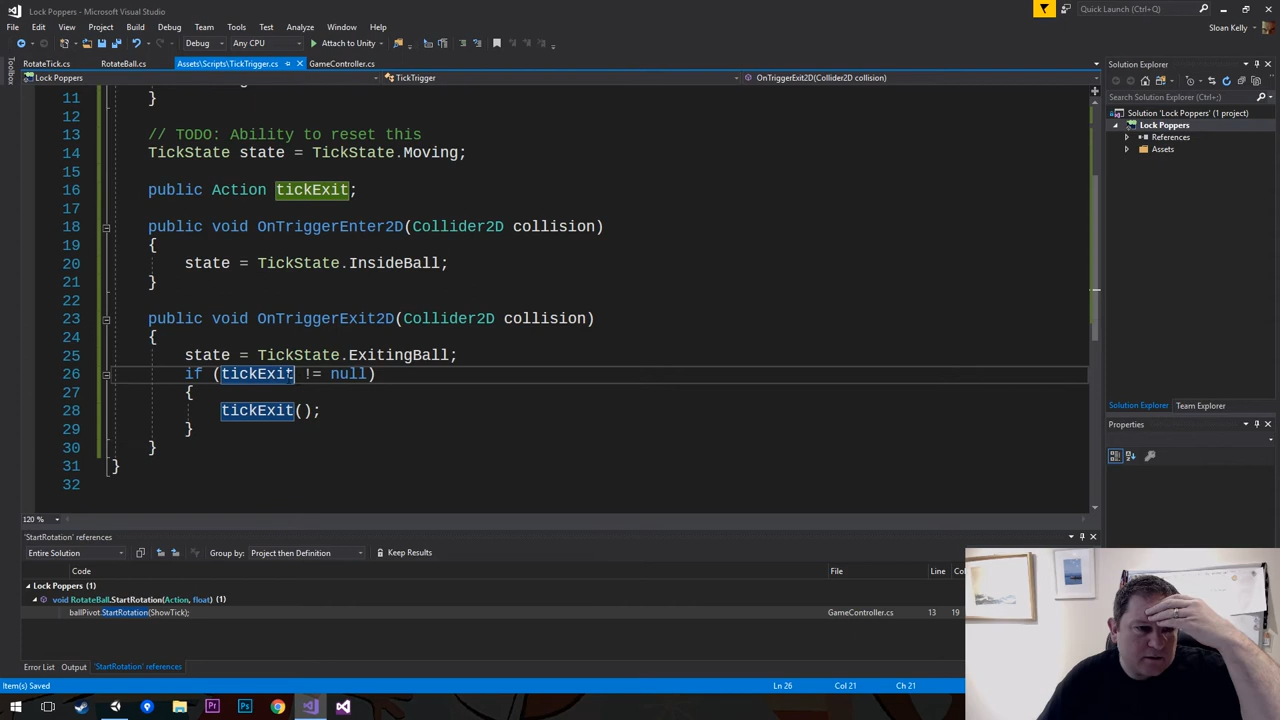 Lock Poppers - Microsoft Visual Studio
Quick Launch (Ctrl+Q)
File Edit View Project Build Debug Team Tools Test Analyze Window Help
Sloan Kelly
Debug Any CPU Attach to Unity
Toolbox
RotateTick.cs RotateBall.cs Assets\Scripts\TickTrigger.cs GameController.cs
Lock Poppers TickTrigger OnTriggerExit2D(Collider2D collision)
11 }
12
13 // TODO: Ability to reset this
14 TickState state = TickState.Moving;
15
16 public Action tickExit;
17
18 public void OnTriggerEnter2D(Collider2D collision)
19 {
20 state = TickState.InsideBall;
21 }
22
23 public void OnTriggerExit2D(Collider2D collision)
24 {
25 state = TickState.ExitingBall;
26 if (tickExit != null)
27 {
28 tickExit();
29 }
30 }
31 }
32
120 %
Solution Explorer
Search Solution Explorer (Ctrl+;)
Solution 'Lock Poppers' (1 project)
Lock Poppers
References
Assets
Solution Explorer Team Explorer
Properties
'StartRotation' references
Entire Solution Group by: Project then Definition Keep Results
Code File Line
Lock Poppers (1)
void RotateBall.StartRotation(Action, float) (1)
ballPivot.StartRotation(ShowTick); GameController.cs 13 19
Error List Output 'StartRotation' references
Item(s) Saved Ln 26 Col 21 Ch 21